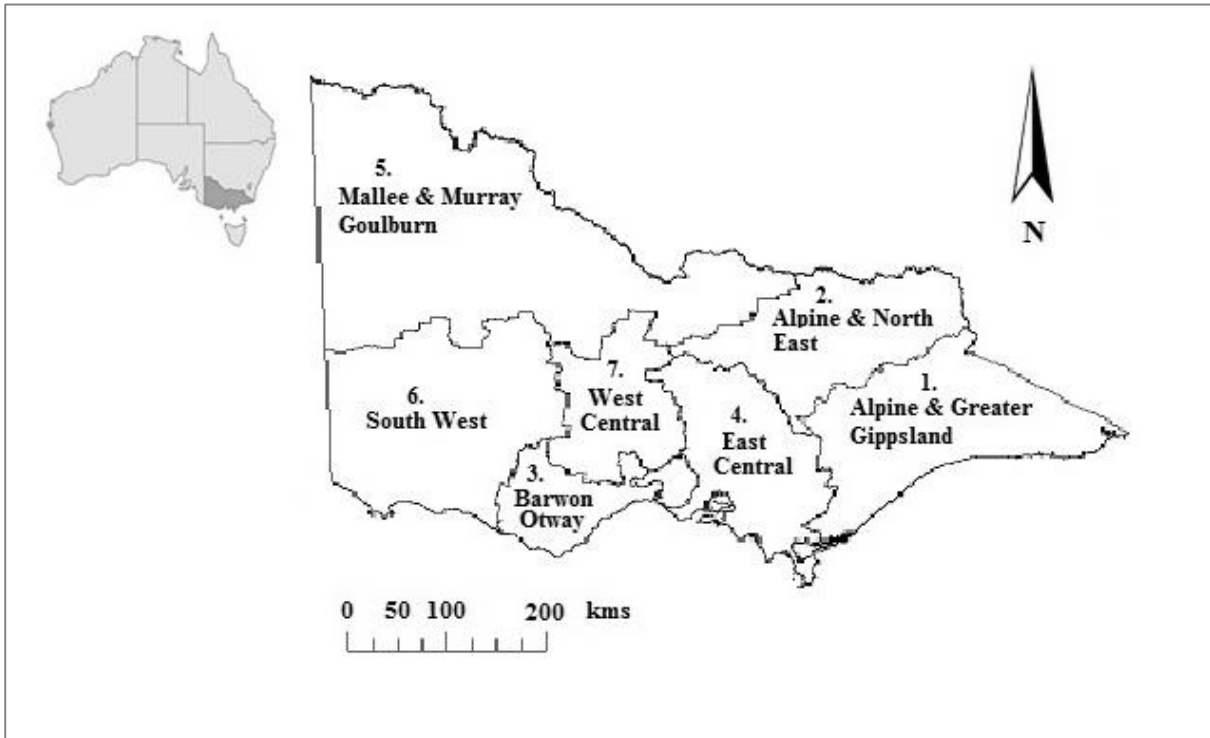 N
5.
Mallee & Murray
Goulburn
2.
Alpine & North
East
1.
Alpine & Greater
Gippsland
7.
West
Central
6.
South West
4.
East
Central
3.
Barwon
Otway
0 50 100 200 kms